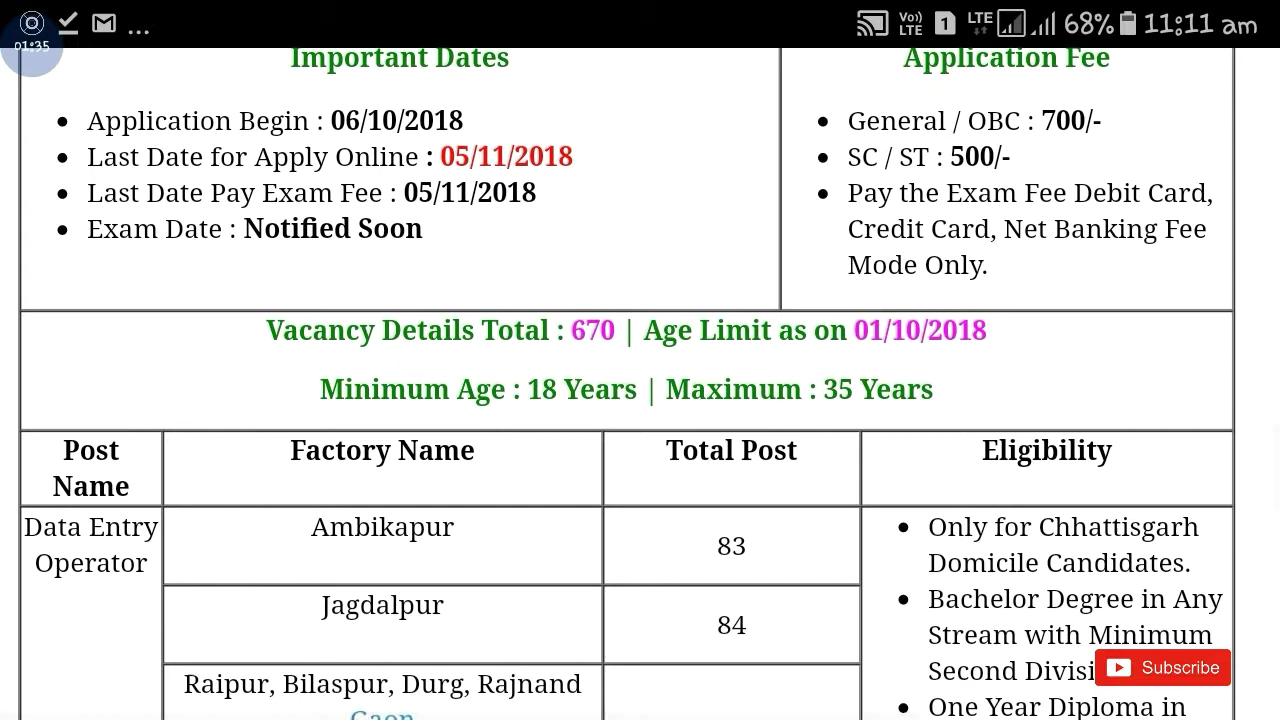 01:35
...
Vo)
LTE
1
LTE
68%
11:11 am
Important Dates
Application Begin : 06/10/2018
Last Date for Apply Online : 05/11/2018
Last Date Pay Exam Fee : 05/11/2018
Exam Date : Notified Soon
Application Fee
General / OBC : 700/-
SC / ST : 500/-
Pay the Exam Fee Debit Card,
Credit Card, Net Banking Fee
Mode Only.
Vacancy Details Total : 670 | Age Limit as on 01/10/2018
Minimum Age : 18 Years | Maximum : 35 Years
Post
Name
Factory Name
Total Post
Eligibility
Data Entry
Operator
Ambikapur
83
Jagdalpur
84
Raipur, Bilaspur, Durg, Rajnand
Gaon
Only for Chhattisgarh
Domicile Candidates.
Bachelor Degree in Any
Stream with Minimum
Second
One Year Diploma in
Subscribe